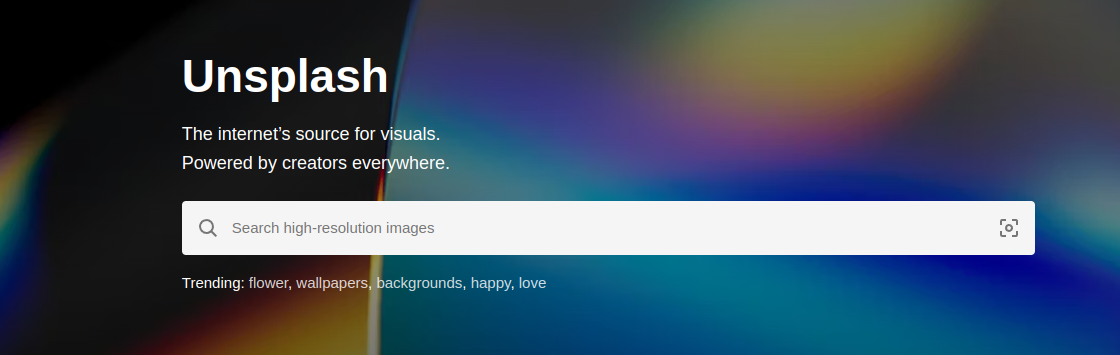 Unsplash
The internet’s source for visuals.
Powered by creators everywhere.
Search high-resolution images
Trending: flower, wallpapers, backgrounds, happy, love